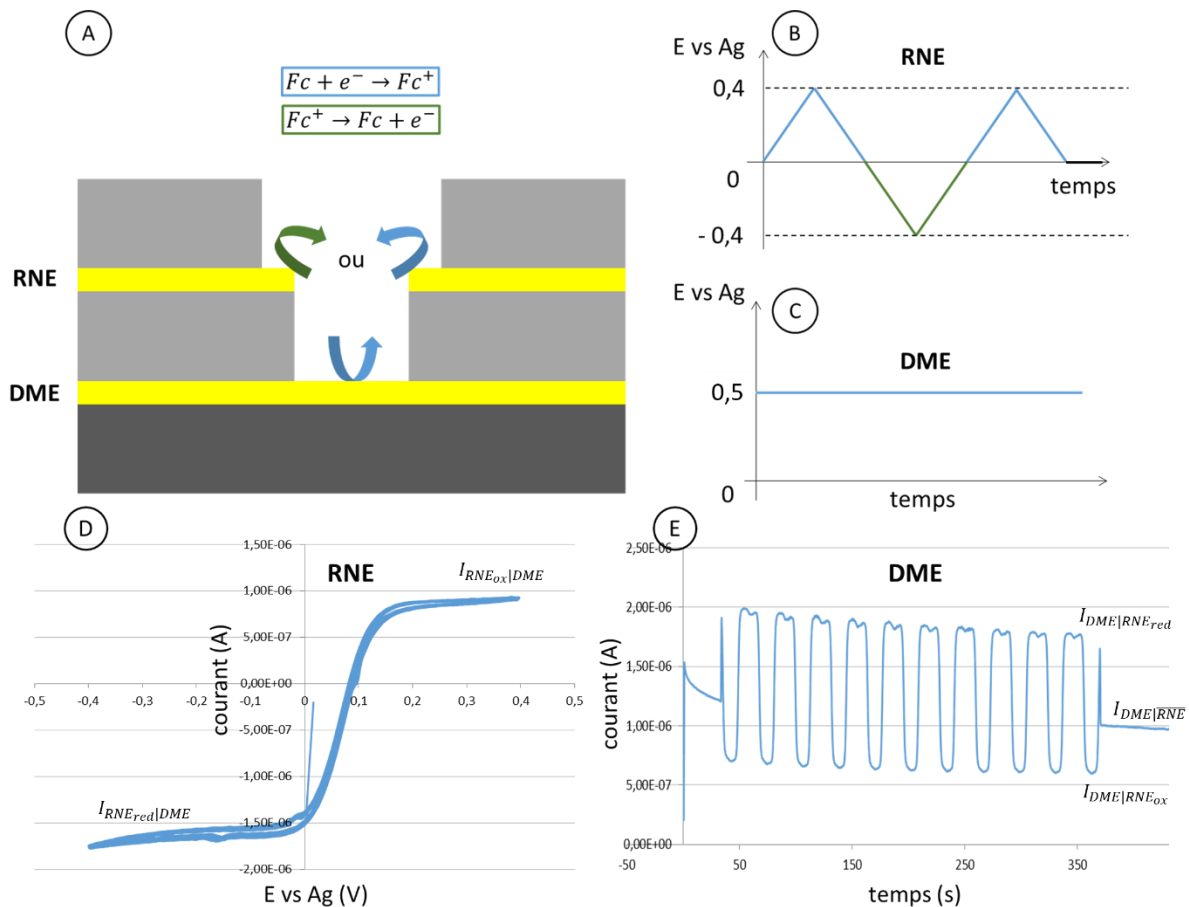 A
Fc + e⁻ → Fc⁺
Fc⁺ → Fc + e⁻
ou
RNE
DME
B
E vs Ag
RNE
0,4
0
temps
- 0,4
E vs Ag
C
DME
0,5
0
temps
D
1,50E-06
RNE
I_{RNE_{ox}|DME}
1,00E-06
5,00E-07
0,00E+00
-0,5
-0,4
-0,3
-0,2
-0,1
0
0,1
0,2
0,3
0,4
0,5
-5,00E-07
-1,00E-06
I_{RNE_{red}|DME}
-1,50E-06
-2,00E-06
courant (A)
E vs Ag (V)
E
DME
2,50E-06
2,00E-06
I_{DME|RNE_{red}}
1,50E-06
I_{DME|\overline{RNE}}
1,00E-06
5,00E-07
I_{DME|RNE_{ox}}
0,00E+00
-50
50
150
250
350
courant (A)
temps (s)